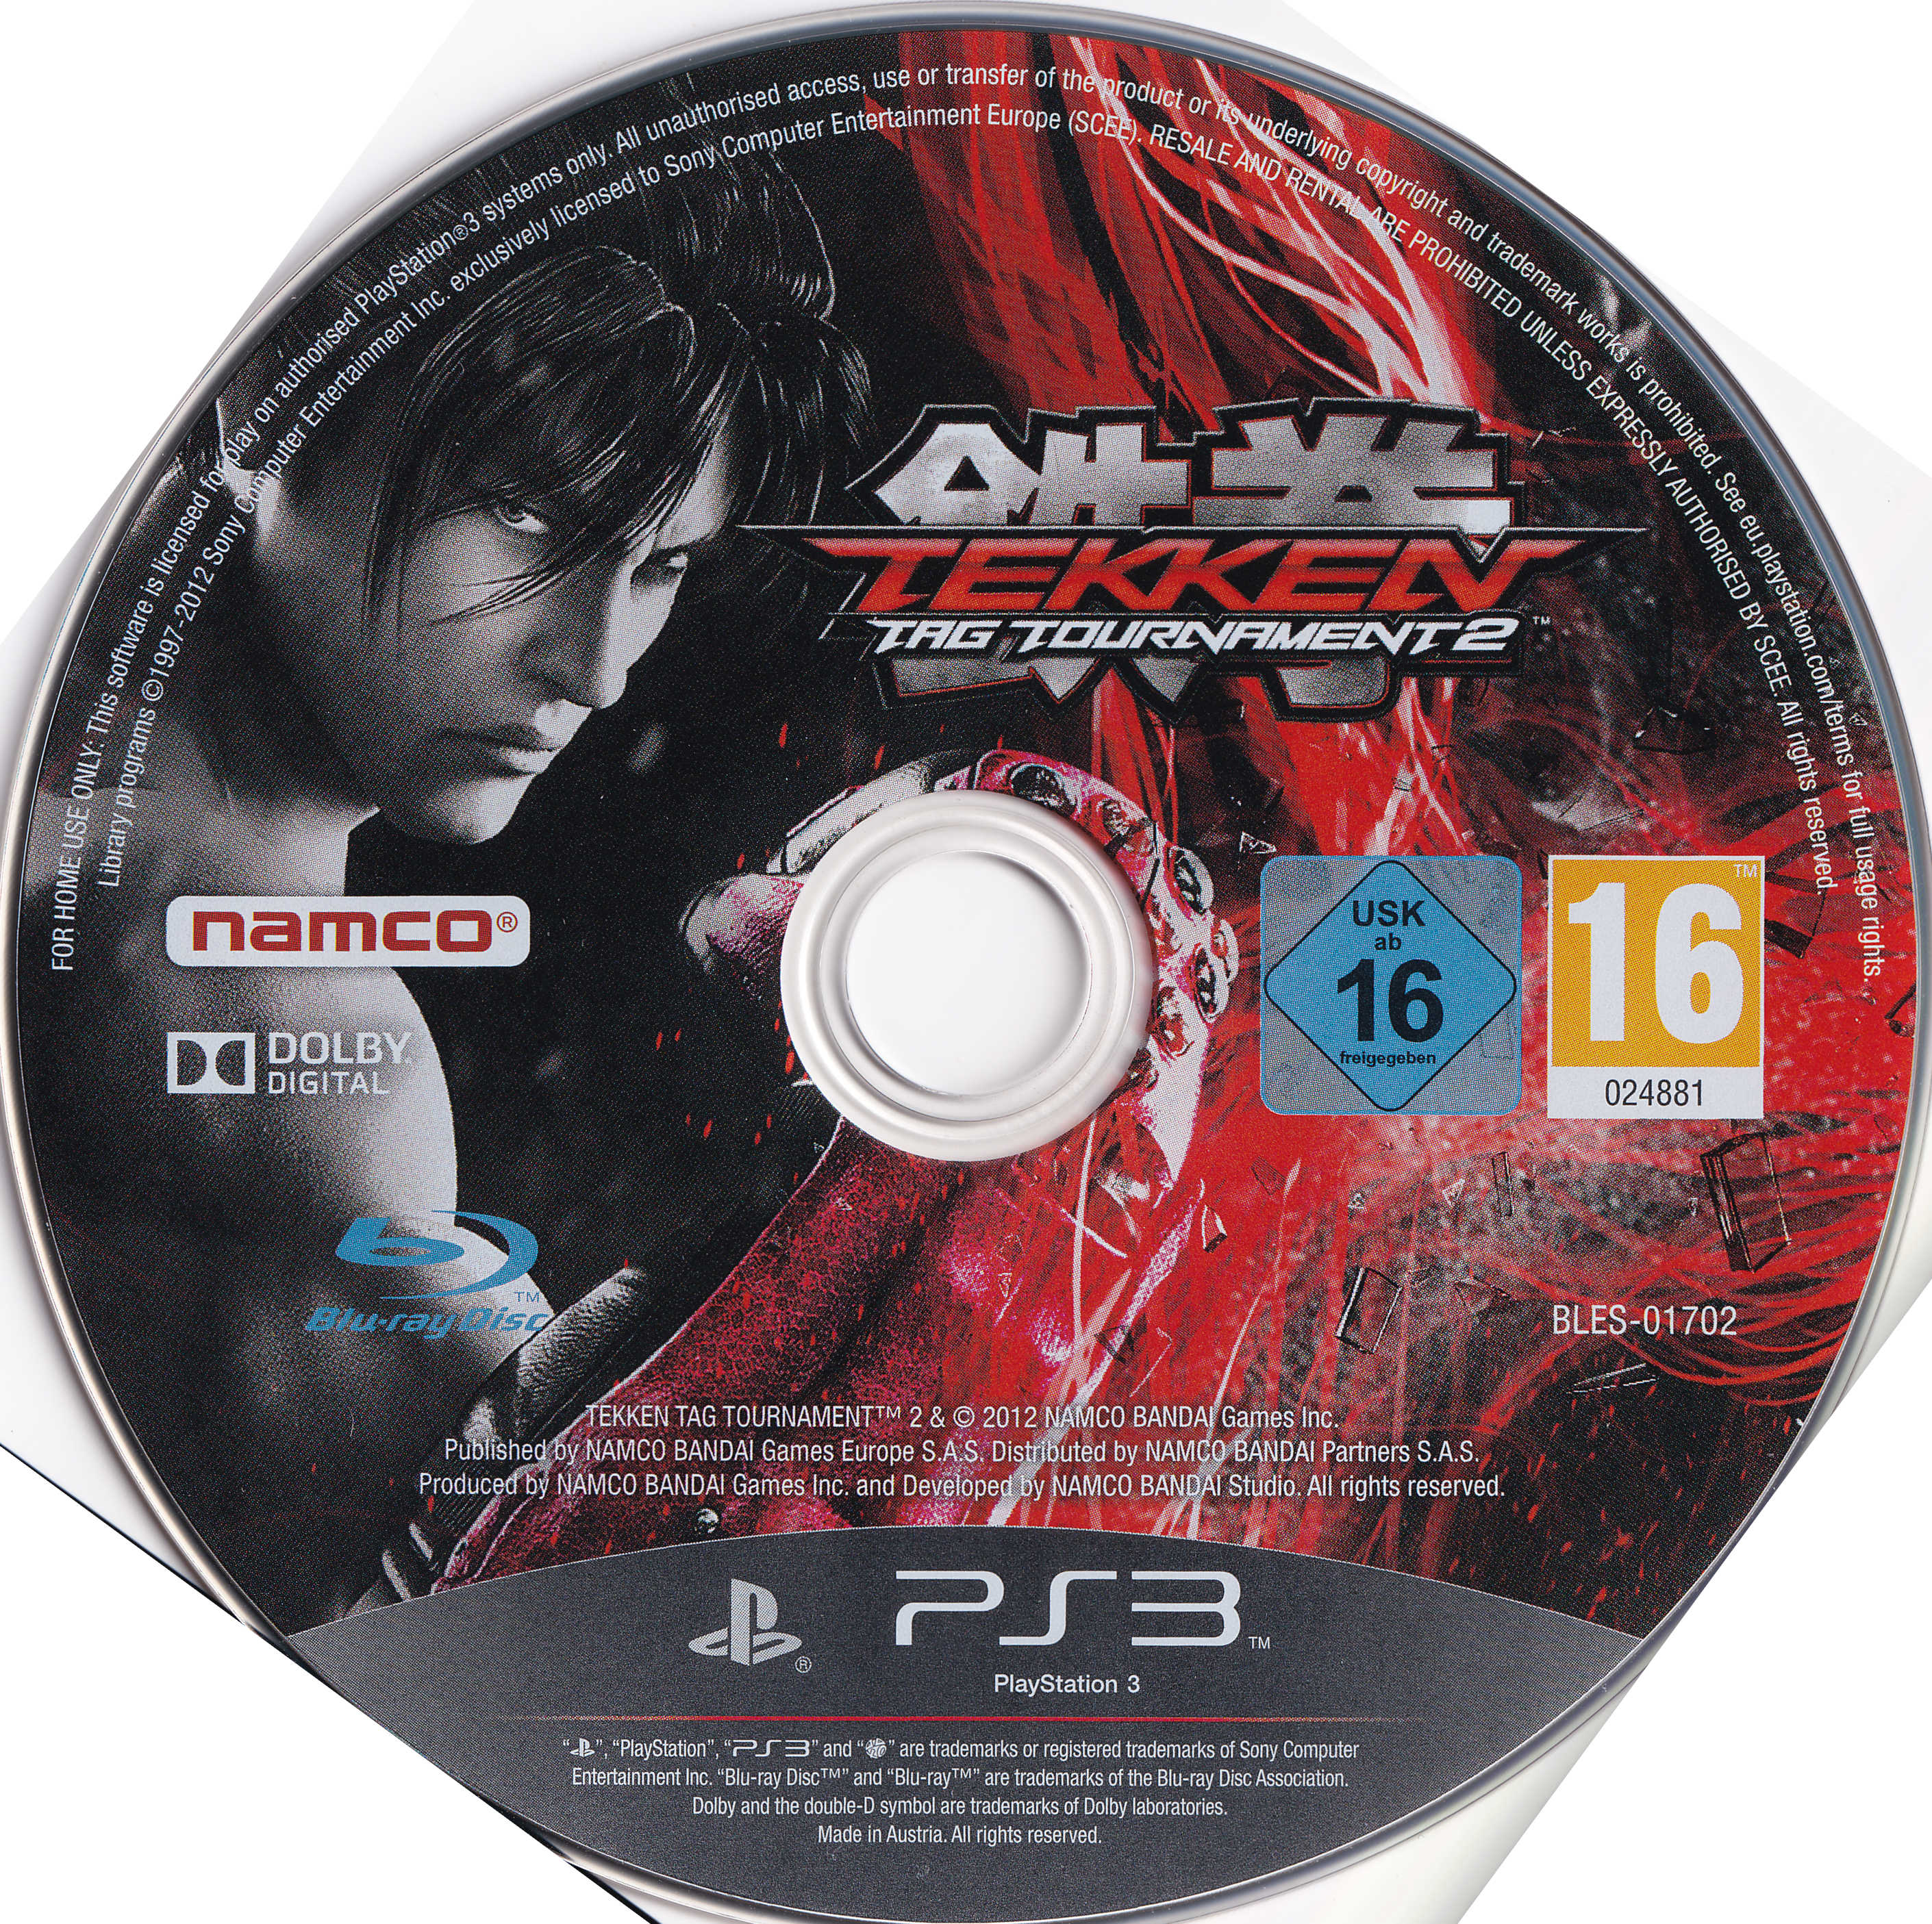 FOR HOME USE ONLY. This software is licensed for play on authorised PlayStation®3 systems only. All unauthorised access, use or transfer of the product or its underlying copyright and trademark works is prohibited. See eu.playstation.com/terms for full usage rights.
Library programs ©1997-2012 Sony Computer Entertainment Inc. exclusively licensed to Sony Computer Entertainment Europe (SCEE). RESALE AND RENTAL ARE PROHIBITED UNLESS EXPRESSLY AUTHORISED BY SCEE. All rights reserved.
鉄拳
TEKKEN
TAG TOURNAMENT 2™
namco®
DOLBY
DIGITAL
USK
ab
16
freigegeben
16™
024881
Blu-ray Disc™
BLES-01702
TEKKEN TAG TOURNAMENT™ 2 & © 2012 NAMCO BANDAI Games Inc.
Published by NAMCO BANDAI Games Europe S.A.S. Distributed by NAMCO BANDAI Partners S.A.S.
Produced by NAMCO BANDAI Games Inc. and Developed by NAMCO BANDAI Studio. All rights reserved.
® PS3™
PlayStation 3
“ ”, “PlayStation”, “PS3” and “ ” are trademarks or registered trademarks of Sony Computer
Entertainment Inc. “Blu-ray Disc™” and “Blu-ray™” are trademarks of the Blu-ray Disc Association.
Dolby and the double-D symbol are trademarks of Dolby laboratories.
Made in Austria. All rights reserved.